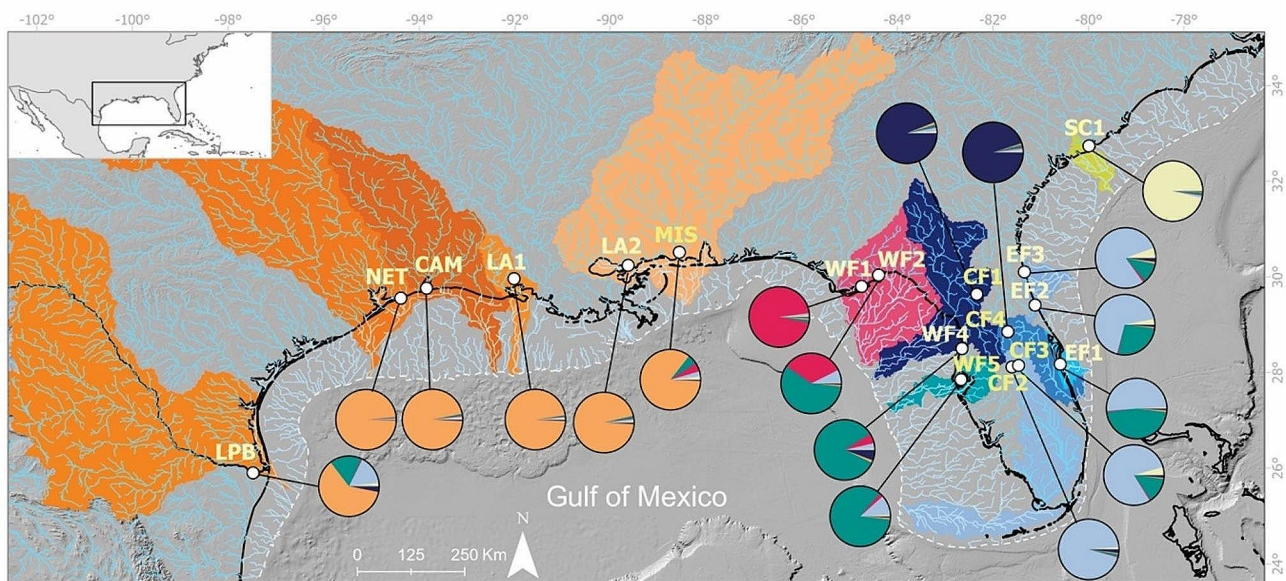 -102° -100° -98° -96° -94° -92° -90° -88° -86° -84° -82° -80° -78°
34°
SC1
32°
LA2 MIS
EF3
30°
NET CAM LA1
WF1 WF2
CF1
EF2
WF4 CF4
CF3 EF1
28°
WF5 CF2
LPB
26°
Gulf of Mexico
N
0 125 250 Km
24°